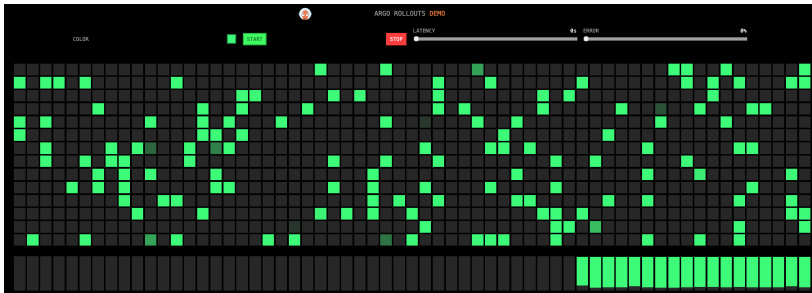 ARGO ROLLOUTS DEMO
COLOR
START
STOP
LATENCY 0s
ERROR 0%